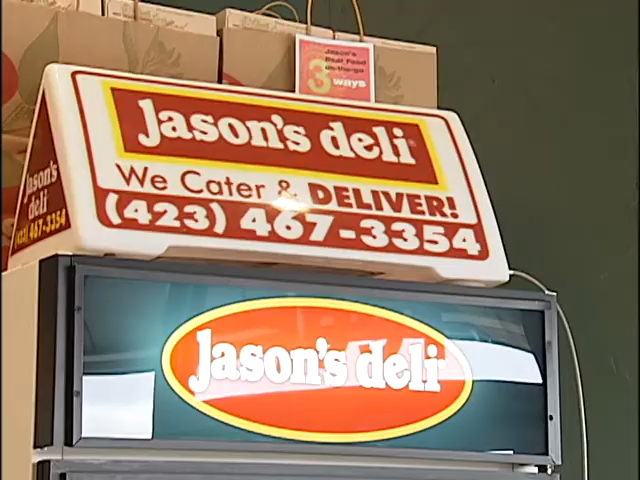 Jason's
Real Food
on-the-go
3 ways
Jason's deli
We Cater & DELIVER!
(423) 467-3354
Jason's
deli
(423) 467-3354
Jason's deli